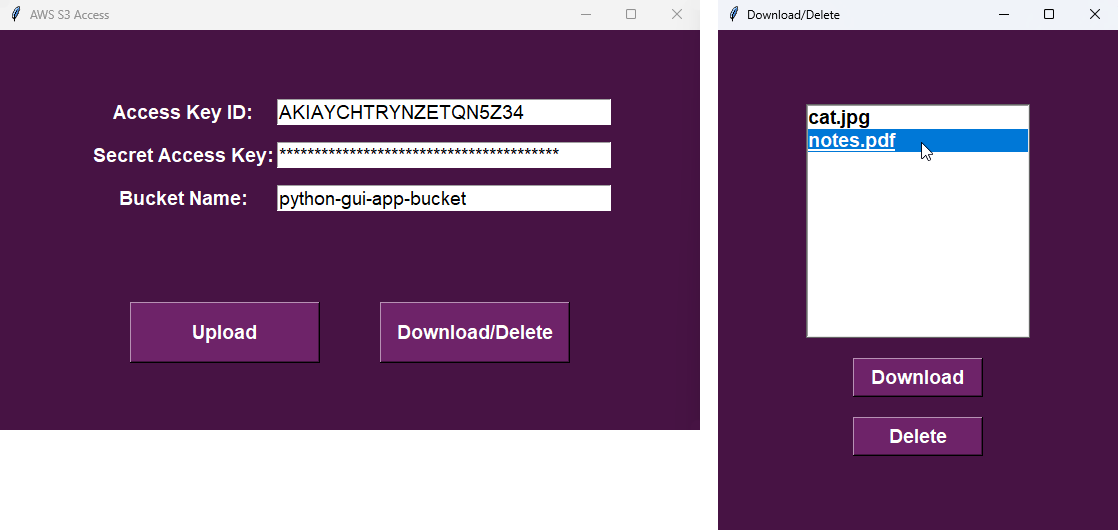 AWS S3 Access
Access Key ID: AKIAYCHTRYNZETQN5Z34
Secret Access Key: ****************************************
Bucket Name: python-gui-app-bucket
Upload
Download/Delete
Download/Delete
cat.jpg
notes.pdf
Download
Delete